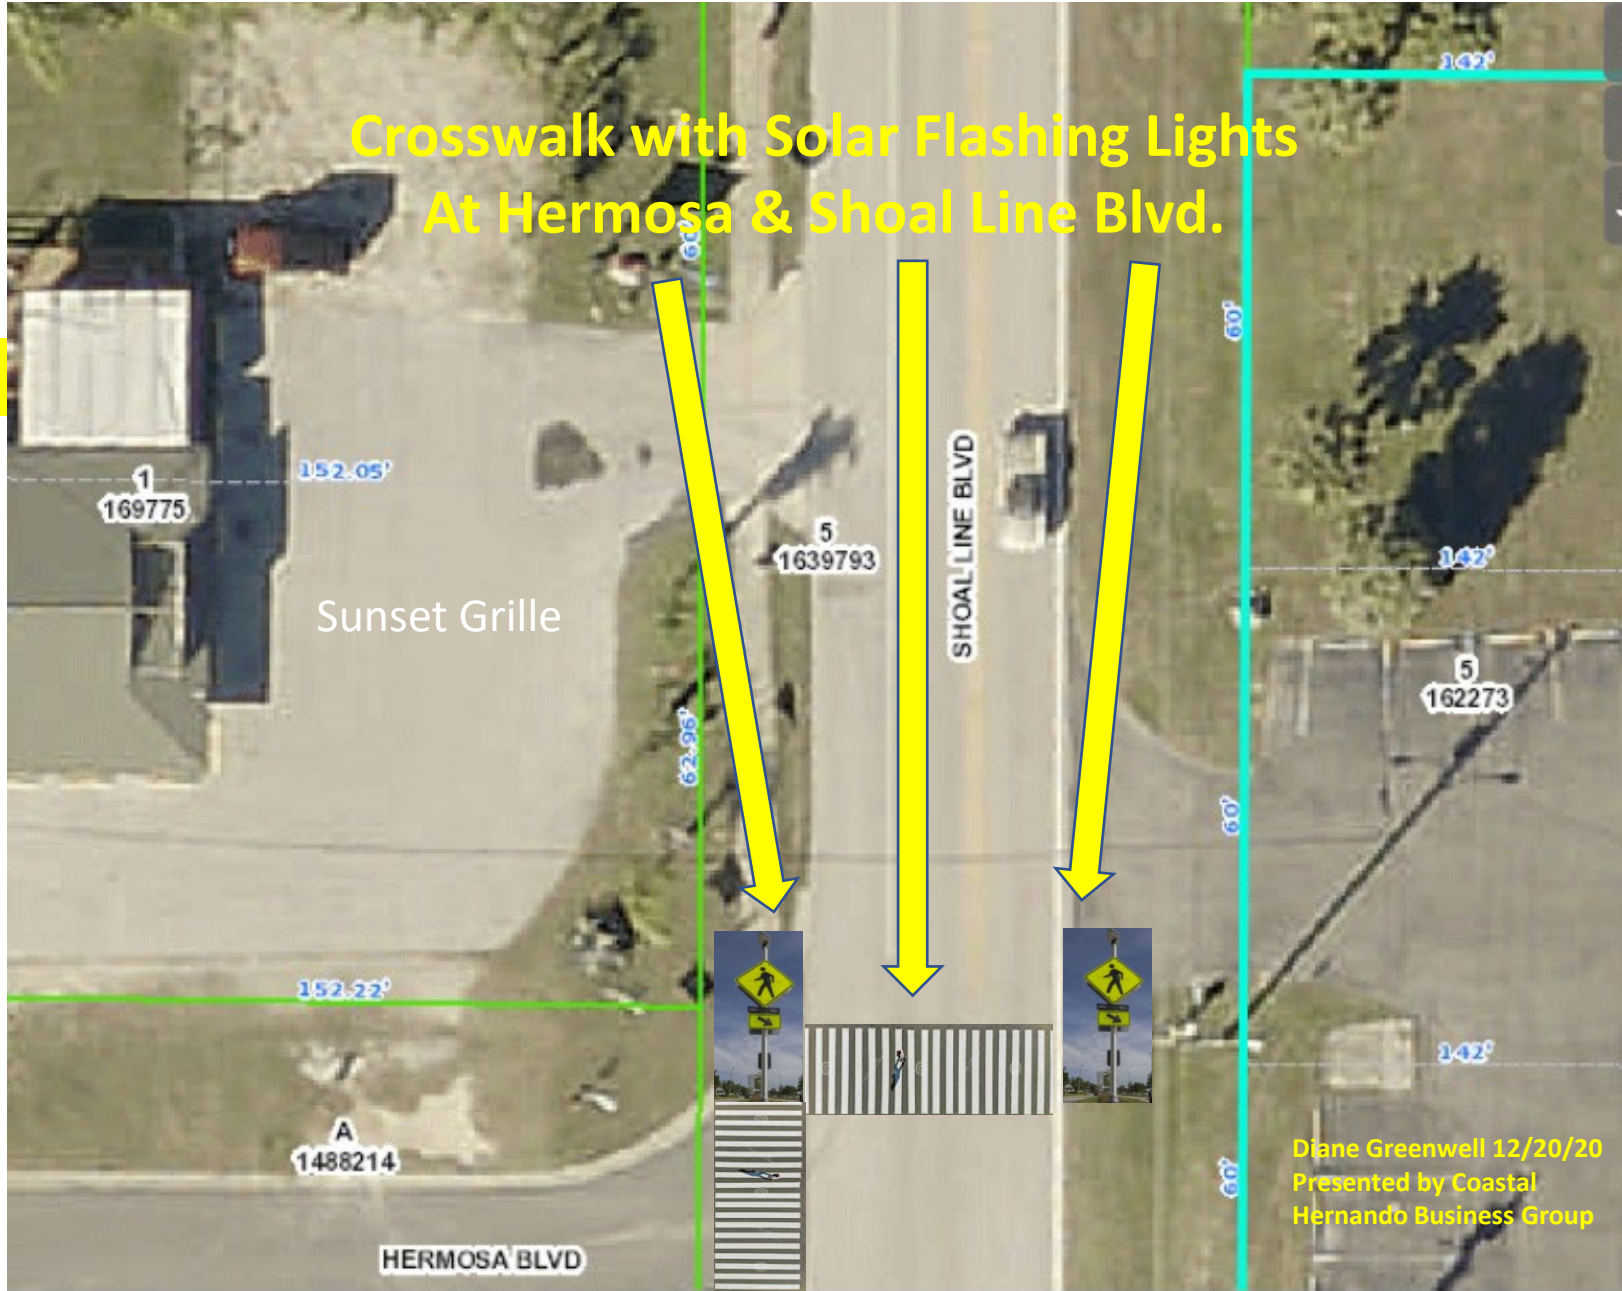 142'
Crosswalk with Solar Flashing Lights
At Hermosa & Shoal Line Blvd.
60'
60'
1
169775
152.05'
SHOAL LINE BLVD
5
1639793
142'
Sunset Grille
5
162273
62.96'
60'
152.22'
142'
A
1488214
Diane Greenwell 12/20/20
Presented by Coastal
Hernando Business Group
60'
HERMOSA BLVD